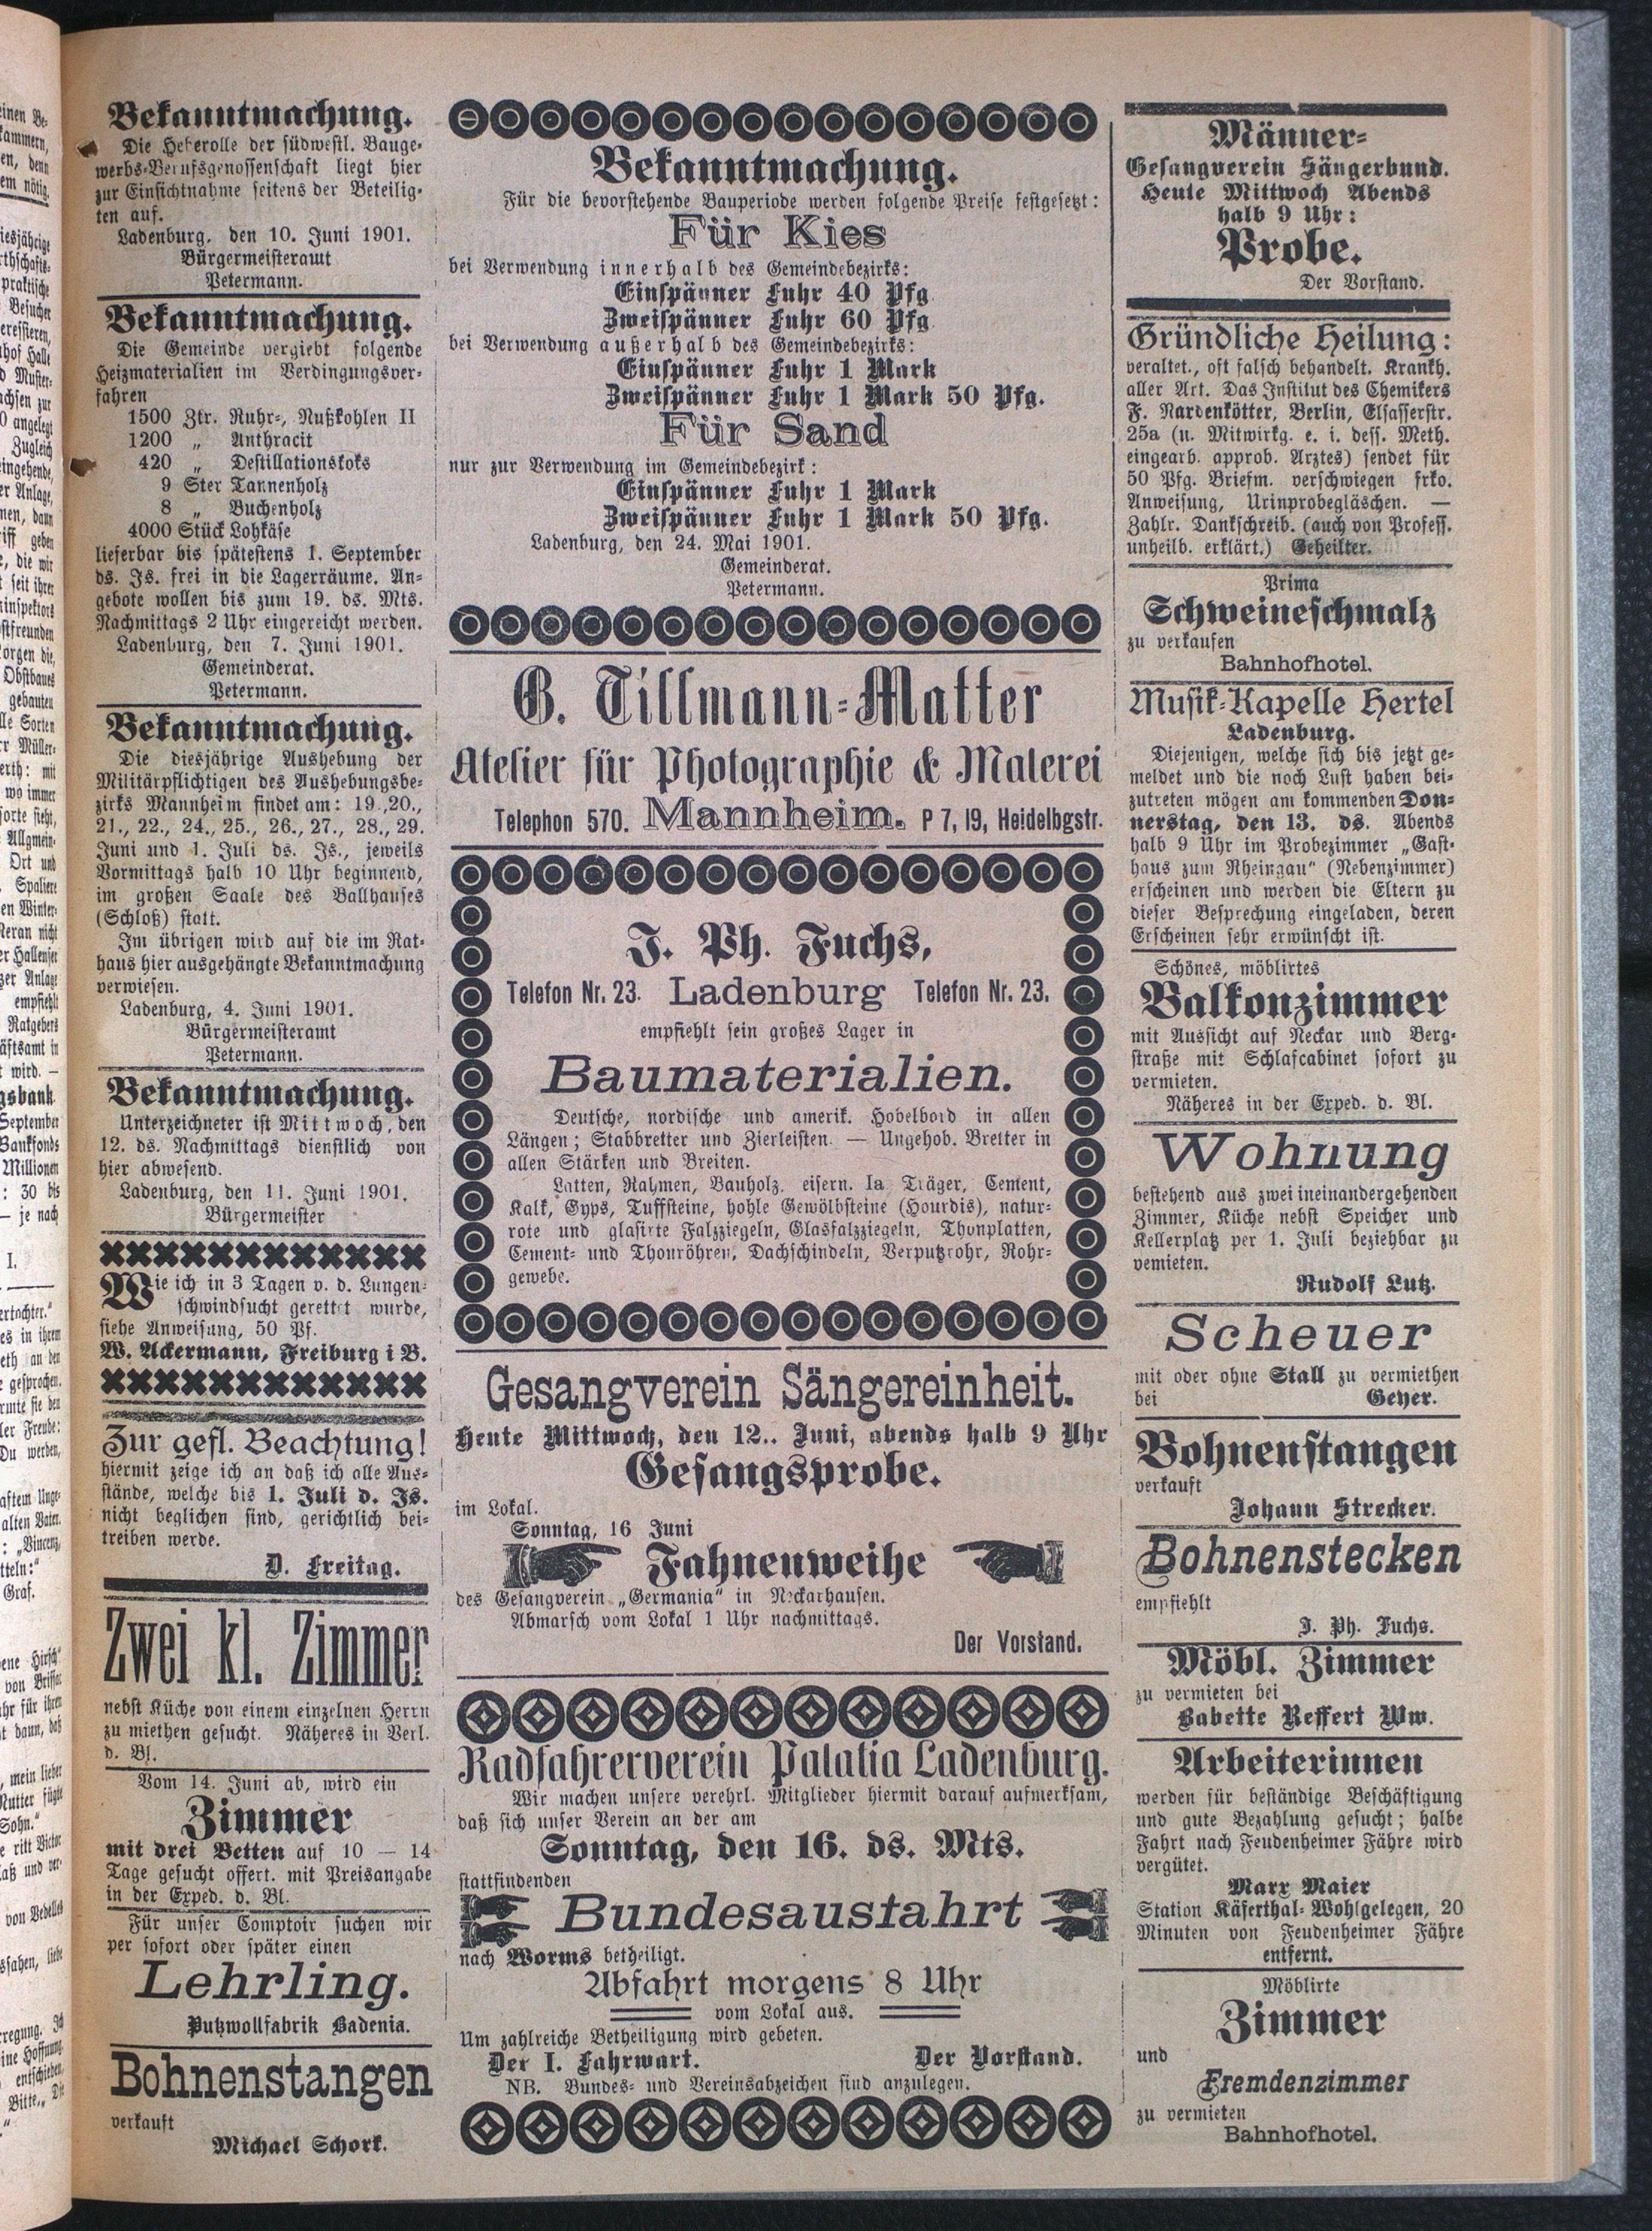 Bekanntmachung.
Die Heberolle der südwestl. Bauge-
werbs-Berufsgenossenschaft liegt hier
zur Einsichtnahme seitens der Beteilig-
ten auf.
Ladenburg, den 10. Juni 1901.
Bürgermeisteramt
Petermann.
Bekanntmachung.
Die Gemeinde vergiebt folgende
Heizmaterialien im Verdingungsver-
fahren
1500 Ztr. Ruhr-, Nußkohlen II
1200 „ Anthracit
420 „ Destillationskoks
9 Ster Tannenholz
8 „ Buchenholz
4000 Stück Lohkäse
lieferbar bis spätestens 1. September
ds. Js. frei in die Lagerräume. An-
gebote wollen bis zum 19. ds. Mts.
Nachmittags 2 Uhr eingereicht werden.
Ladenburg, den 7. Juni 1901.
Gemeinderat.
Petermann.
Bekanntmachung.
Die diesjährige Aushebung der
Militärpflichtigen des Aushebungsbe-
zirks Mannheim findet am: 19.,20.,
21., 22., 24., 25., 26., 27., 28., 29.
Juni und 1. Juli ds. Js., jeweils
Vormittags halb 10 Uhr beginnend,
im großen Saale des Ballhauses
(Schloß) statt.
Im übrigen wird auf die im Rat-
haus hier ausgehängte Bekanntmachung
verwiesen.
Ladenburg, 4. Juni 1901.
Bürgermeisteramt
Petermann.
Bekanntmachung.
Unterzeichneter ist Mittwoch, den
12. ds. Nachmittags dienstlich von
hier abwesend.
Ladenburg, den 11. Juni 1901.
Bürgermeister
Wie ich in 3 Tagen v. d. Lungen-
schwindsucht gerettet wurde,
siehe Anweisung, 50 Pf.
W. Ackermann, Freiburg i B.
Zur gefl. Beachtung!
hiermit zeige ich an daß ich alle Aus-
stände, welche bis 1. Juli d. Js.
nicht beglichen sind, gerichtlich bei-
treiben werde.
D. Freitag.
Zwei kl. Zimmer
nebst Küche von einem einzelnen Herrn
zu miethen gesucht. Näheres in Verl.
d. Bl.
Vom 14. Juni ab, wird ein
Zimmer
mit drei Betten auf 10 — 14
Tage gesucht offert. mit Preisangabe
in der Exped. d. Bl.
Für unser Comptoir suchen wir
per sofort oder später einen
Lehrling.
Putzwollfabrik Badenia.
Bohnenstangen
verkauft
Michael Schork.
Bekanntmachung.
Für die bevorstehende Bauperiode werden folgende Preise festgesetzt:
Für Kies
bei Verwendung innerhalb des Gemeindebezirks:
Einspänner Fuhr 40 Pfg
Zweispänner Fuhr 60 Pfg
bei Verwendung außerhalb des Gemeindebezirks:
Einspänner Fuhr 1 Mark
Zweispänner Fuhr 1 Mark 50 Pfg.
Für Sand
nur zur Verwendung im Gemeindebezirk:
Einspänner Fuhr 1 Mark
Zweispänner Fuhr 1 Mark 50 Pfg.
Ladenburg, den 24. Mai 1901.
Gemeinderat.
Petermann.
G. Tillmann-Matter
Atelier für Photographie & Malerei
Telephon 570. Mannheim. P 7, 19, Heidelbgstr.
J. Ph. Fuchs,
Telefon Nr. 23. Ladenburg Telefon Nr. 23.
empfiehlt sein großes Lager in
Baumaterialien.
Deutsche, nordische und amerik. Hobelbord in allen
Längen; Stabbretter und Zierleisten. — Ungehob. Bretter in
allen Stärken und Breiten.
Latten, Rahmen, Bauholz, eisern. Ia Träger, Cement,
Kalk, Gyps, Tuffsteine, hohle Gewölbsteine (Hourdis), natur-
rote und glasirte Falzziegeln, Glasfalzziegeln, Thonplatten,
Cement- und Thonröhren, Dachschindeln, Verputzrohr, Rohr-
gewebe.
Gesangverein Sängereinheit.
Heute Mittwoch, den 12.. Juni, abends halb 9 Uhr
Gesangsprobe.
im Lokal.
Sonntag, 16 Juni
Fahnenweihe
des Gesangverein „Germania“ in Neckarhausen.
Abmarsch vom Lokal 1 Uhr nachmittags.
Der Vorstand.
Radfahrerverein Palatia Ladenburg.
Wir machen unsere verehrl. Mitglieder hiermit darauf aufmerksam,
daß sich unser Verein an der am
Sonntag, den 16. ds. Mts.
stattfindenden
Bundesausfahrt
nach Worms betheiligt.
Abfahrt morgens 8 Uhr
vom Lokal aus.
Um zahlreiche Betheiligung wird gebeten.
Der I. Fahrwart. Der Vorstand.
NB. Bundes- und Vereinsabzeichen sind anzulegen.
Männer-
Gesangverein Sängerbund.
Heute Mittwoch Abends
halb 9 Uhr:
Probe.
Der Vorstand.
Gründliche Heilung:
veraltet., oft falsch behandelt. Krankh.
aller Art. Das Institut des Chemikers
F. Nardenkötter, Berlin, Elsasserstr.
25a (u. Mitwirkg. e. i. dess. Meth.
eingearb. approb. Arztes) sendet für
50 Pfg. Briefm. verschwiegen frko.
Anweisung, Urinprobegläschen. —
Zahlr. Dankschreib. (auch von Profess.
unheilb. erklärt.) Geheilter.
Prima
Schweineschmalz
zu verkaufen
Bahnhofhotel.
Musik-Kapelle Hertel
Ladenburg.
Diejenigen, welche sich bis jetzt ge-
meldet und die noch Lust haben bei-
zutreten mögen am kommenden Don-
nerstag, den 13. ds. Abends
halb 9 Uhr im Probezimmer „Gast-
haus zum Rheingau“ (Nebenzimmer)
erscheinen und werden die Eltern zu
dieser Besprechung eingeladen, deren
Erscheinen sehr erwünscht ist.
Schönes, möblirtes
Balkonzimmer
mit Aussicht auf Neckar und Berg-
straße mit Schlafcabinet sofort zu
vermieten.
Näheres in der Exped. d. Bl.
Wohnung
bestehend aus zwei ineinandergehenden
Zimmer, Küche nebst Speicher und
Kellerplatz per 1. Juli beziehbar zu
vemieten.
Rudolf Lutz.
Scheuer
mit oder ohne Stall zu vermiethen
bei Geyer.
Bohnenstangen
verkauft
Johann Strecker.
Bohnenstecken
empfiehlt
J. Ph. Fuchs.
Möbl. Zimmer
zu vermieten bei
Babette Reffert Ww.
Arbeiterinnen
werden für beständige Beschäftigung
und gute Bezahlung gesucht; halbe
Fahrt nach Feudenheimer Fähre wird
vergütet.
Marx Maier
Station Käferthal-Wohlgelegen, 20
Minuten von Feudenheimer Fähre
entfernt.
Möblirte
Zimmer
und
Fremdenzimmer
zu vermieten
Bahnhofhotel.